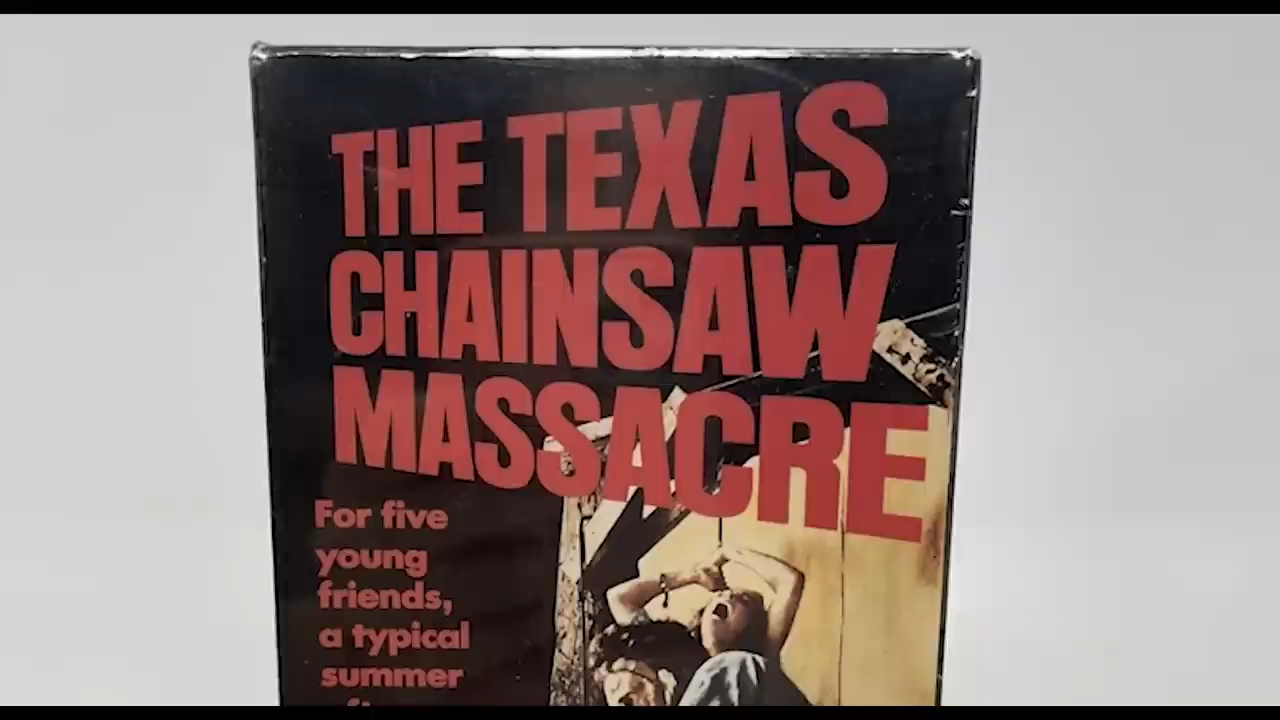 THE TEXAS
CHAINSAW
MASSACRE
For five
young
friends,
a typical
summer